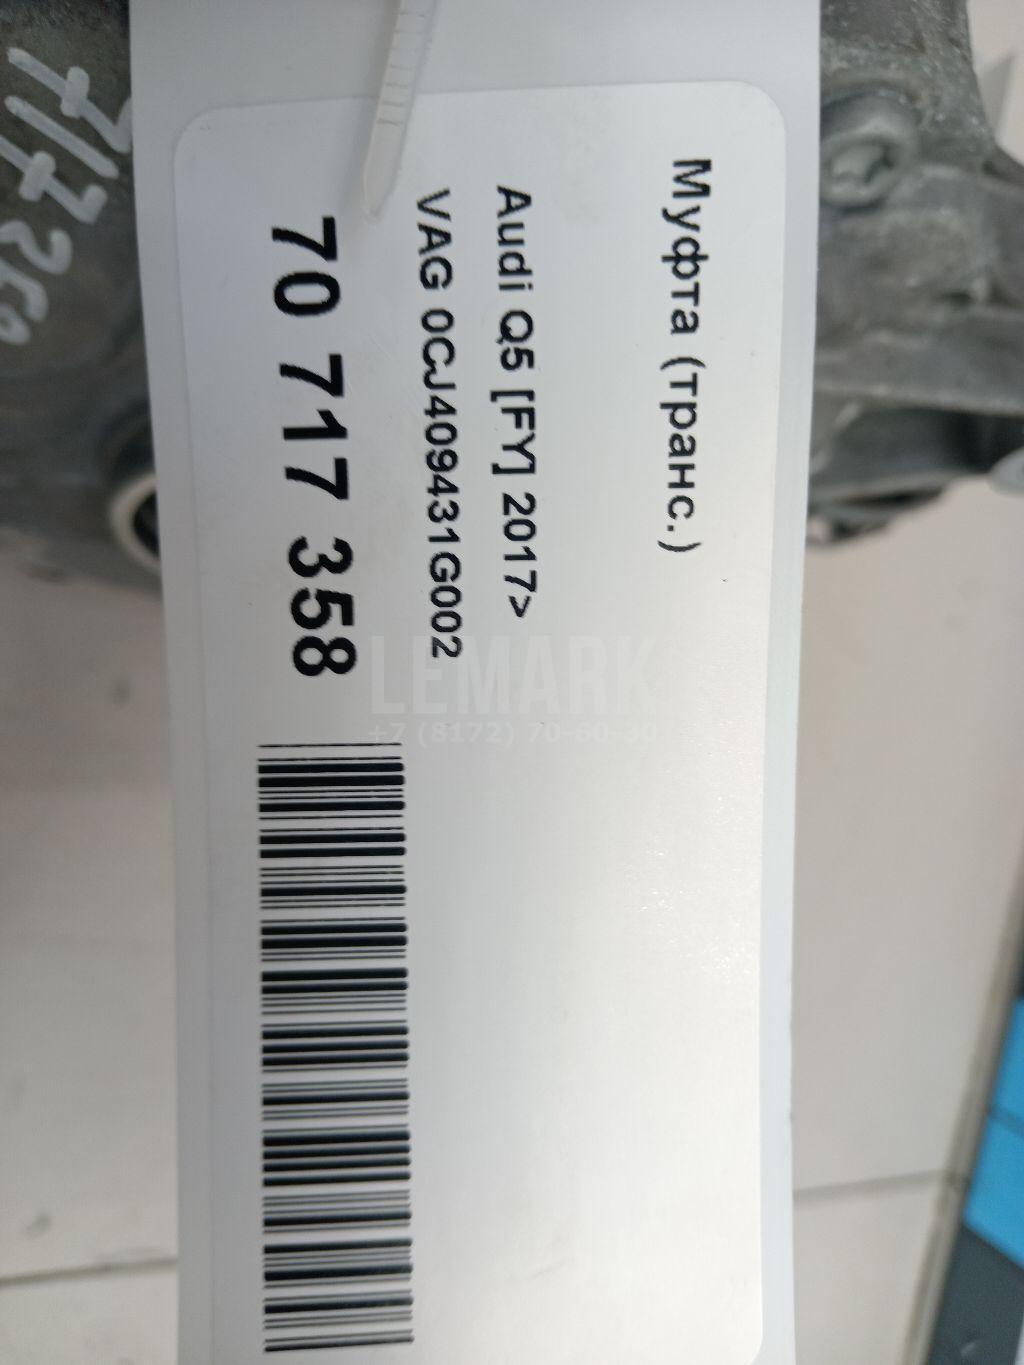 Муфта (транс.)
Audi Q5 [FY] 2017>
VAG 0CJ409431G002
70 717 358
LEMARK
+7 (8172) 70-60-30